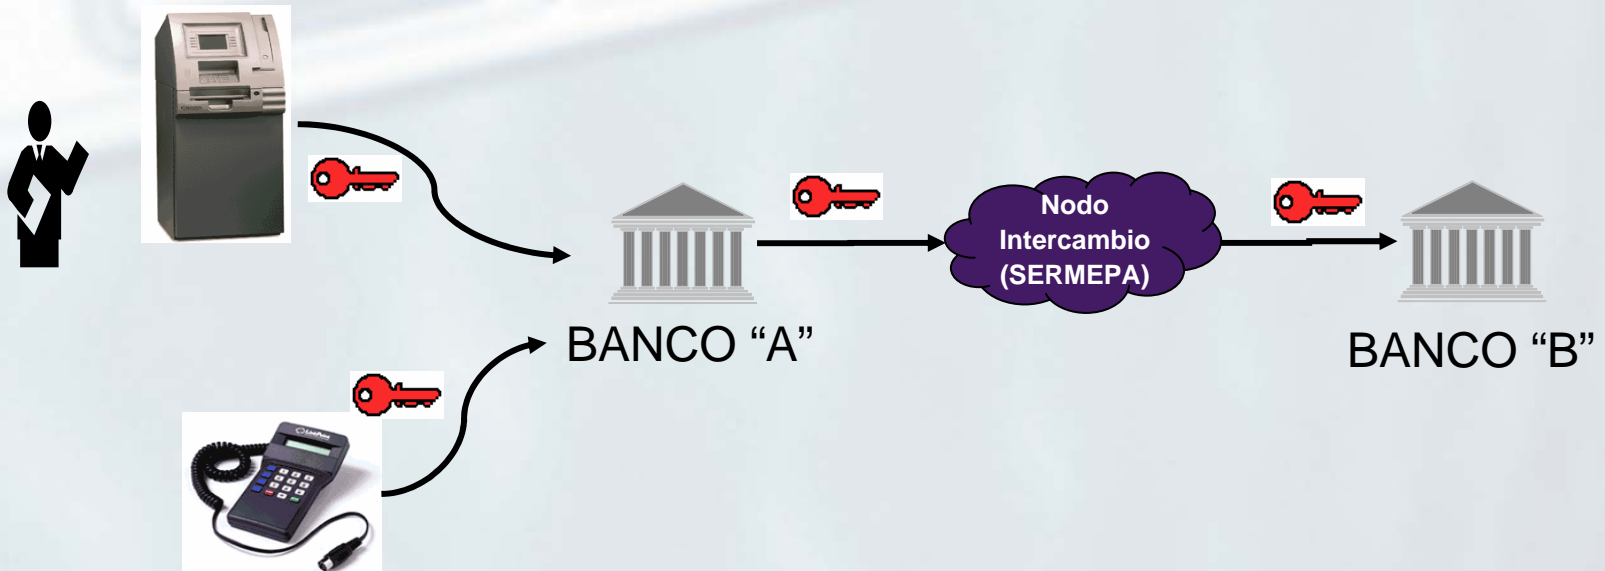 Nodo
Intercambio
(SERMEPA)
BANCO “A”
BANCO “B”